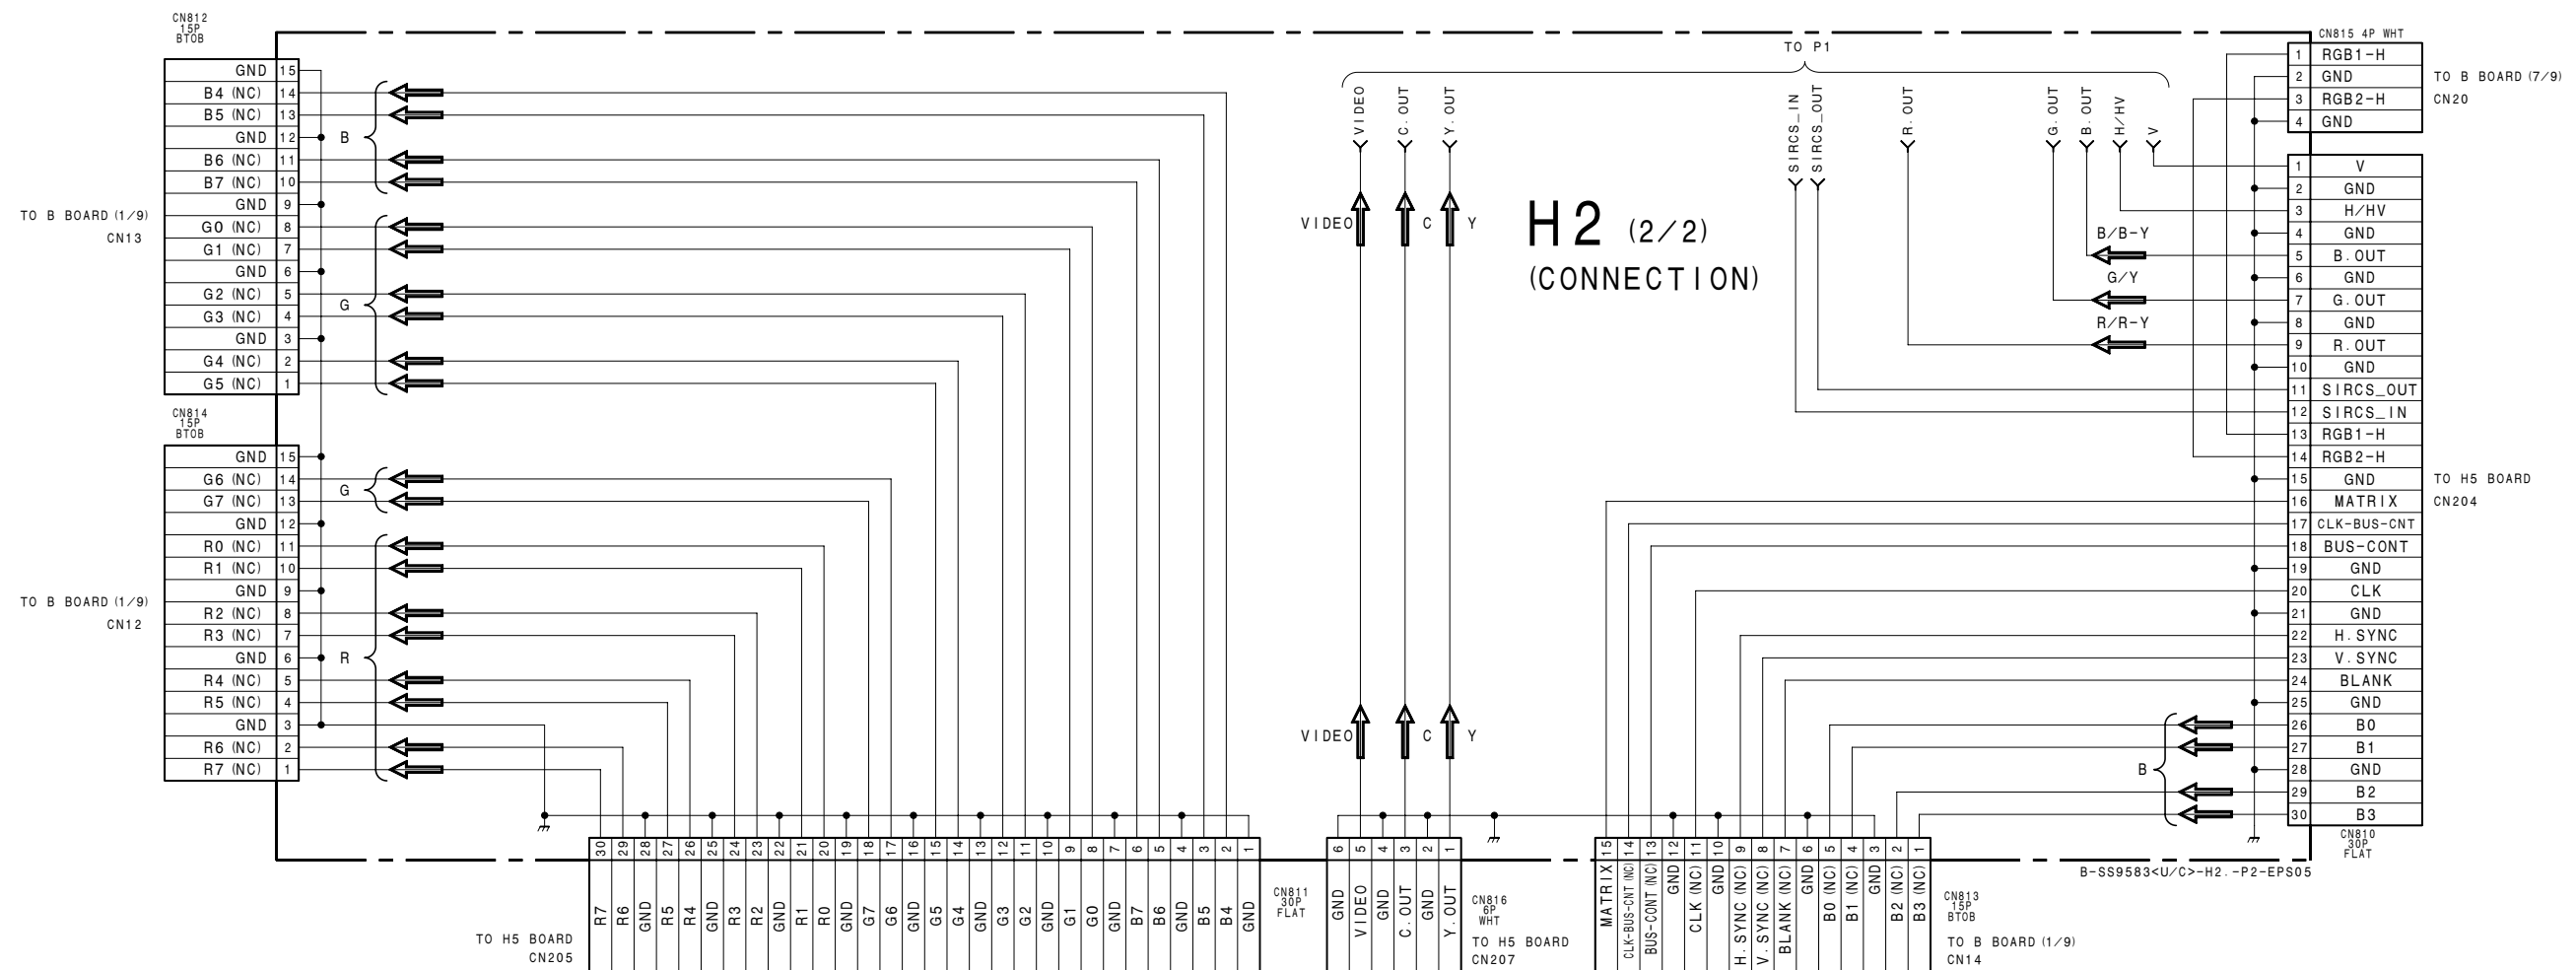 CN812
15P
BTOB
GND 15
B4 (NC) 14
B5 (NC) 13
GND 12
B6 (NC) 11
B7 (NC) 10
GND 9
G0 (NC) 8
G1 (NC) 7
GND 6
G2 (NC) 5
G3 (NC) 4
GND 3
G4 (NC) 2
G5 (NC) 1
TO B BOARD (1/9)
CN13
B
G
CN814
15P
BTOB
GND 15
G6 (NC) 14
G7 (NC) 13
GND 12
R0 (NC) 11
R1 (NC) 10
GND 9
R2 (NC) 8
R3 (NC) 7
GND 6
R4 (NC) 5
R5 (NC) 4
GND 3
R6 (NC) 2
R7 (NC) 1
TO B BOARD (1/9)
CN12
G
R
TO P1
VIDEO
C.OUT
Y.OUT
SIRCS_IN
SIRCS_OUT
R.OUT
G.OUT
B.OUT
H/HV
V
VIDEO C Y
H2 (2/2)
(CONNECTION)
B/B-Y
G/Y
R/R-Y
VIDEO C Y
CN815 4P WHT
1 RGB1-H
2 GND
3 RGB2-H
4 GND
TO B BOARD (7/9)
CN20
1 V
2 GND
3 H/HV
4 GND
5 B.OUT
6 GND
7 G.OUT
8 GND
9 R.OUT
10 GND
11 SIRCS_OUT
12 SIRCS_IN
13 RGB1-H
14 RGB2-H
15 GND
16 MATRIX
17 CLK-BUS-CNT
18 BUS-CONT
19 GND
20 CLK
21 GND
22 H.SYNC
23 V.SYNC
24 BLANK
25 GND
26 B0
27 B1
28 GND
29 B2
30 B3
TO H5 BOARD
CN204
B
CN810
30P
FLAT
B-SS9583<U/C>-H2.-P2-EPS05
30 R7
29 R6
28 GND
27 R5
26 R4
25 GND
24 R3
23 R2
22 GND
21 R1
20 R0
19 GND
18 G7
17 G6
16 GND
15 G5
14 G4
13 GND
12 G3
11 G2
10 GND
9 G1
8 G0
7 GND
6 B7
5 B6
4 GND
3 B5
2 B4
1 GND
CN811
30P
FLAT
TO H5 BOARD
CN205
6 GND
5 VIDEO
4 GND
3 C.OUT
2 GND
1 Y.OUT
CN816
6P
WHT
TO H5 BOARD
CN207
15 MATRIX
14 CLK-BUS-CNT (NC)
13 BUS-CONT (NC)
12 GND
11 CLK (NC)
10 GND
9 H.SYNC (NC)
8 V.SYNC (NC)
7 BLANK (NC)
6 GND
5 B0 (NC)
4 B1 (NC)
3 GND
2 B2 (NC)
1 B3 (NC)
CN813
15P
BTOB
TO B BOARD (1/9)
CN14